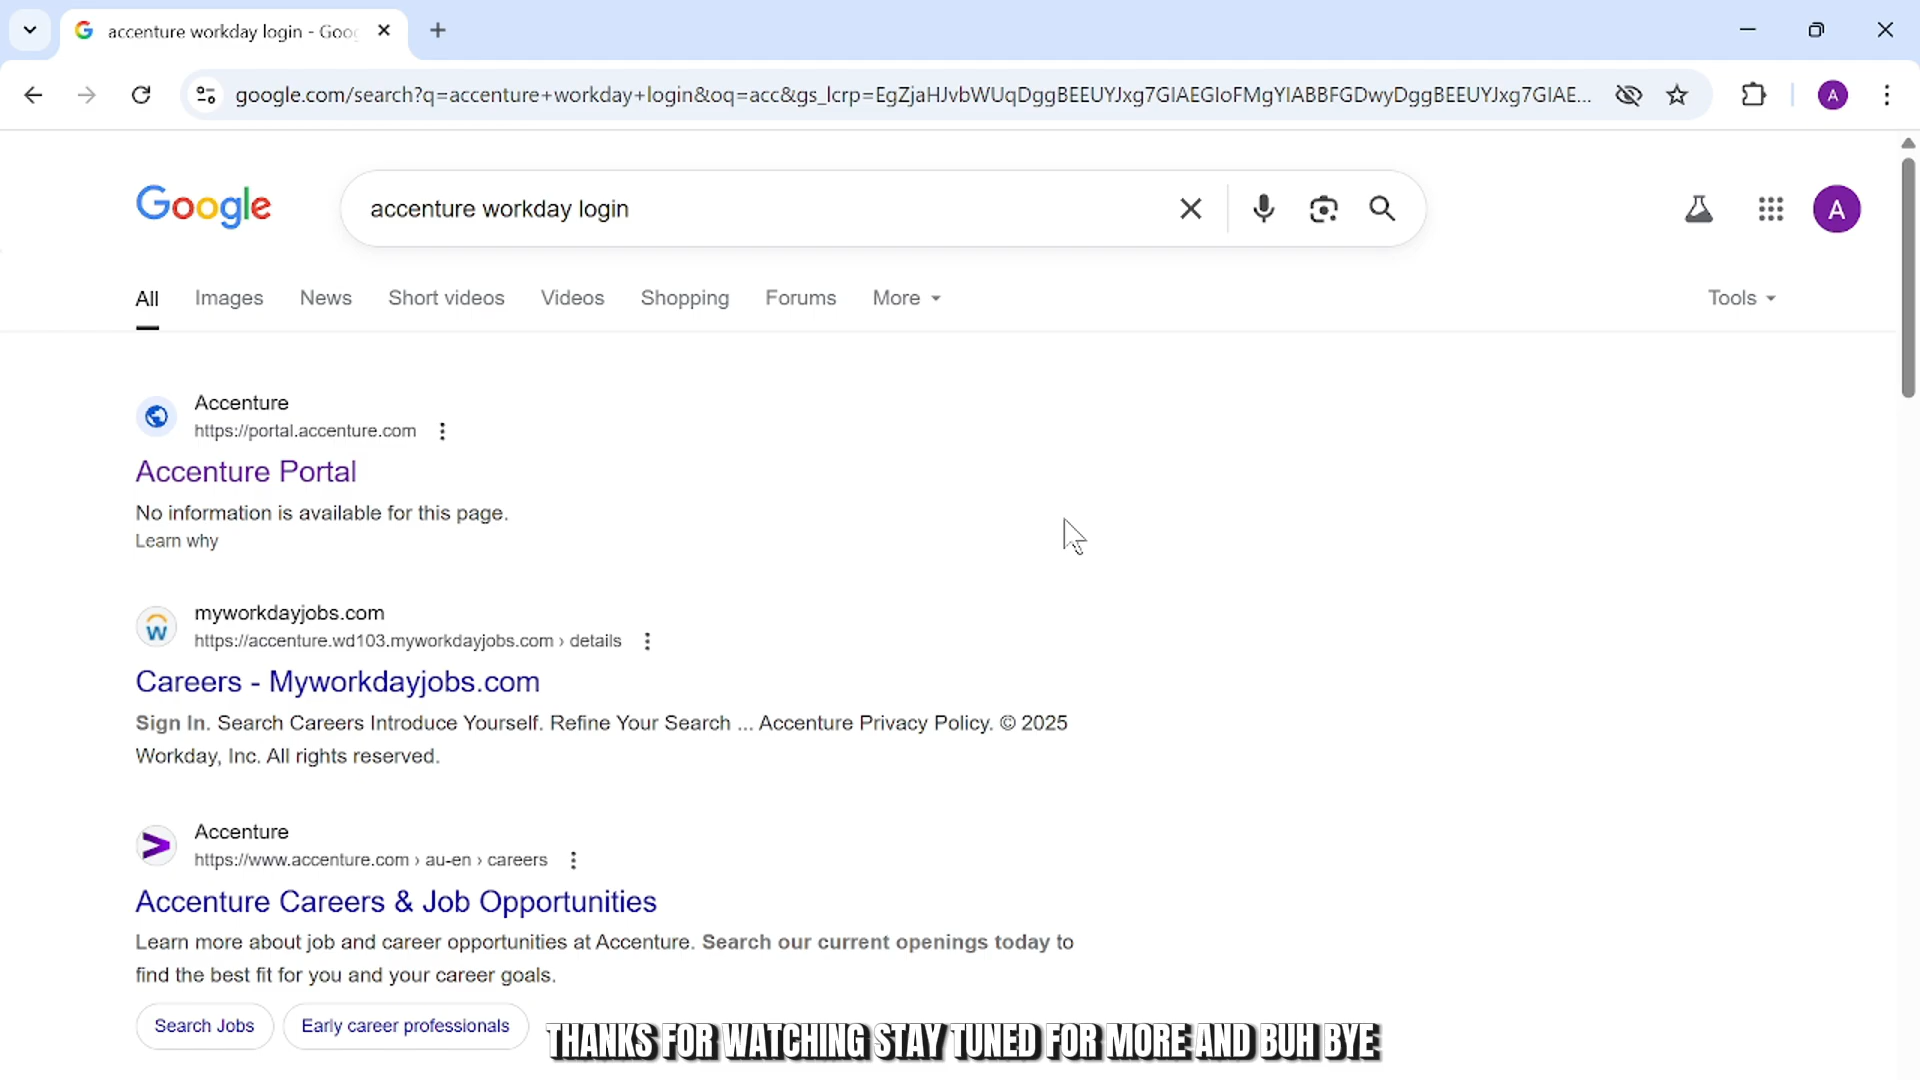 accenture workday login - Goo
google.com/search?q=accenture+workday+login&oq=acc&gs_lcrp=EgZjaHJvbWUqDggBEEUYJxg7GIAEGIoFMgYIABBFGDwyDggBEEUYJxg7GIAE...
A
Google
accenture workday login
A
All
Images
News
Short videos
Videos
Shopping
Forums
More
Tools
Accenture
https://portal.accenture.com
Accenture Portal
No information is available for this page.
Learn why
myworkdayjobs.com
https://accenture.wd103.myworkdayjobs.com › details
Careers - Myworkdayjobs.com
Sign In. Search Careers Introduce Yourself. Refine Your Search ... Accenture Privacy Policy. © 2025
Workday, Inc. All rights reserved.
Accenture
https://www.accenture.com › au-en › careers
Accenture Careers & Job Opportunities
Learn more about job and career opportunities at Accenture. Search our current openings today to
find the best fit for you and your career goals.
Search Jobs
Early career professionals
THANKS FOR WATCHING STAY TUNED FOR MORE AND BUH BYE